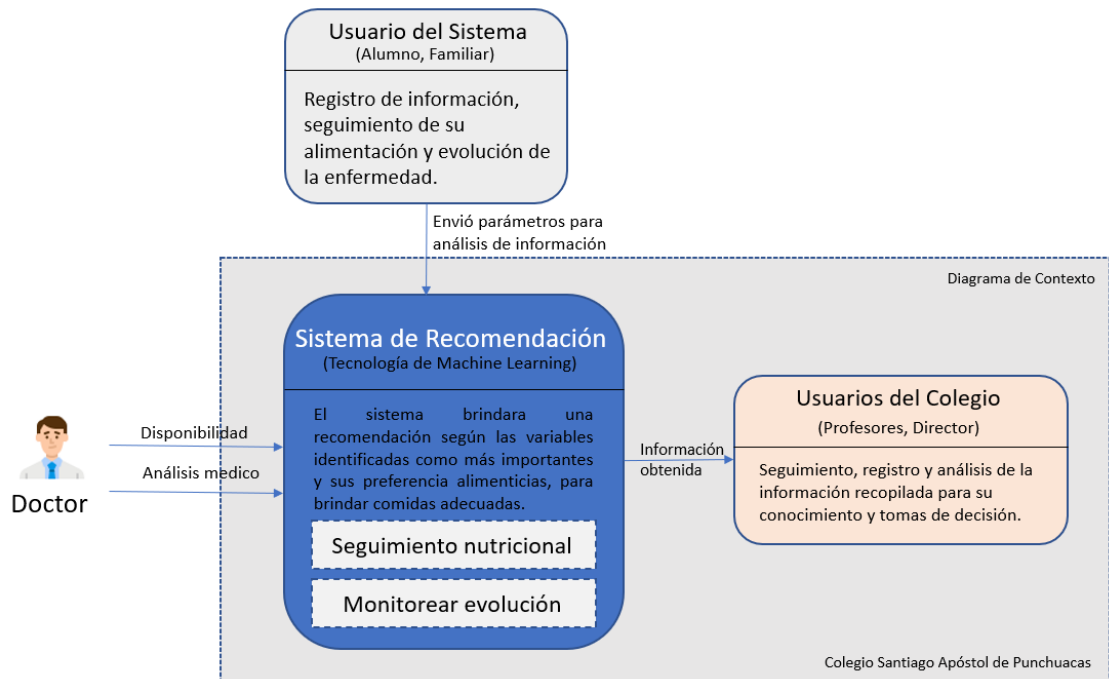 Usuario del Sistema
(Alumno, Familiar)
Registro de información,
seguimiento de su
alimentación y evolución de
la enfermedad.
Envió parámetros para
análisis de información
Diagrama de Contexto
Sistema de Recomendación
(Tecnología de Machine Learning)
El sistema brindara una
recomendación según las variables
identificadas como más importantes
y sus preferencia alimenticias, para
brindar comidas adecuadas.
Seguimiento nutricional
Monitorear evolución
Disponibilidad
Análisis medico
Doctor
Información
obtenida
Usuarios del Colegio
(Profesores, Director)
Seguimiento, registro y análisis de la
información recopilada para su
conocimiento y tomas de decisión.
Colegio Santiago Apóstol de Punchuacas